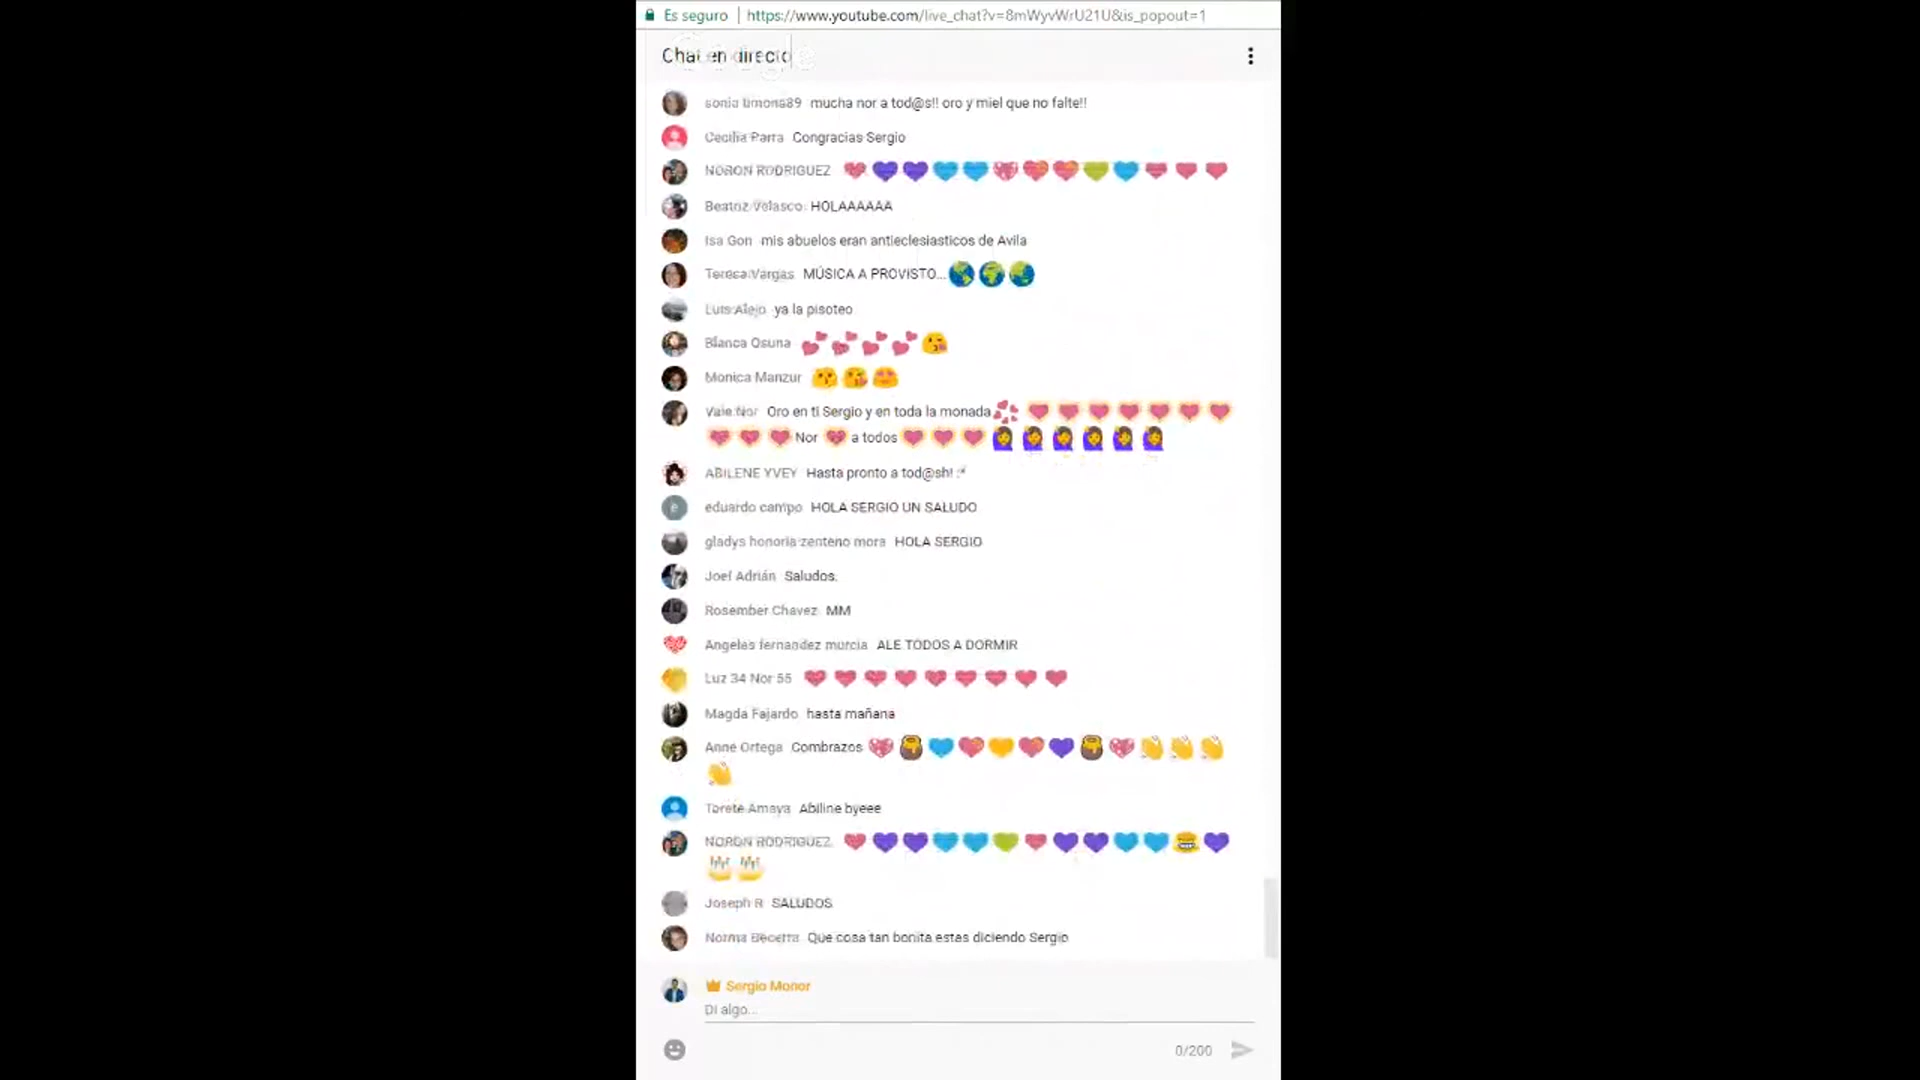 Es seguro | https://www.youtube.com/live_chat?v=8mWyvWrU21U&is_popout=1
Chat en directo
sonia limona89 mucha nor a tod@s!! oro y miel que no falte!!
Cecilia Parra Congracias Sergio
NORON RODRIGUEZ
Beatriz Velasco HOLAAAAAA
Isa Gon mis abuelos eran antieclesiasticos de Avila
Teresa Vargas MÚSICA A PROVISTO...
Luis Alejo ya la pisoteo
Blanca Osuna
Monica Manzur
Vale Nor Oro en ti Sergio y en toda la monada
Nor a todos
ABILENE YVEY Hasta pronto a tod@sh! :*
eduardo campo HOLA SERGIO UN SALUDO
gladys honoria zenteno mora HOLA SERGIO
Joel Adrián Saludos.
Rosember Chavez MM
Angeles fernandez murcia ALE TODOS A DORMIR
Luz 34 Nor 55
Magda Fajardo hasta mañana
Anne Ortega Combrazos
Terete Amaya Abiline byeee
NORON RODRIGUEZ
Joseph R SALUDOS
Norma Becerra Que cosa tan bonita estas diciendo Sergio
Sergio Monor
Di algo...
0/200